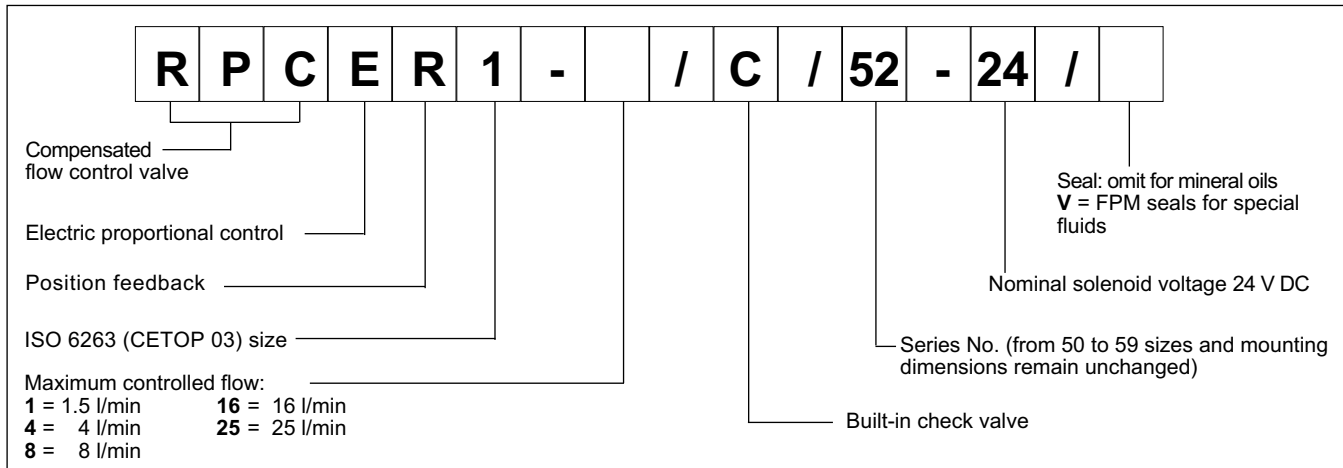 R P C E R 1 - / C / 52 - 24 /
Compensated
flow control valve
Electric proportional control
Position feedback
ISO 6263 (CETOP 03) size
Maximum controlled flow:
1 = 1.5 l/min 16 = 16 l/min
4 = 4 l/min 25 = 25 l/min
8 = 8 l/min
Seal: omit for mineral oils
V = FPM seals for special
fluids
Nominal solenoid voltage 24 V DC
Series No. (from 50 to 59 sizes and mounting
dimensions remain unchanged)
Built-in check valve